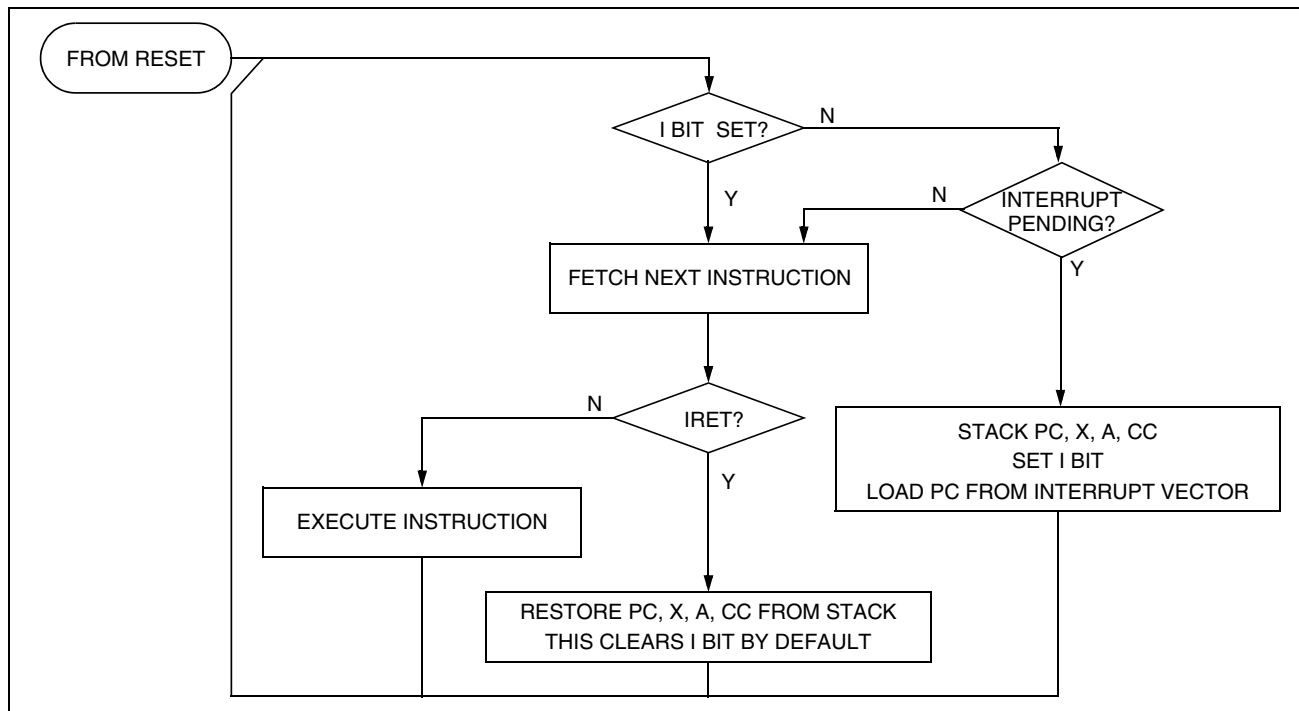 FROM RESET
I BIT SET?
N
Y
N
INTERRUPT
PENDING?
Y
FETCH NEXT INSTRUCTION
N
IRET?
Y
STACK PC, X, A, CC
SET I BIT
LOAD PC FROM INTERRUPT VECTOR
EXECUTE INSTRUCTION
RESTORE PC, X, A, CC FROM STACK
THIS CLEARS I BIT BY DEFAULT